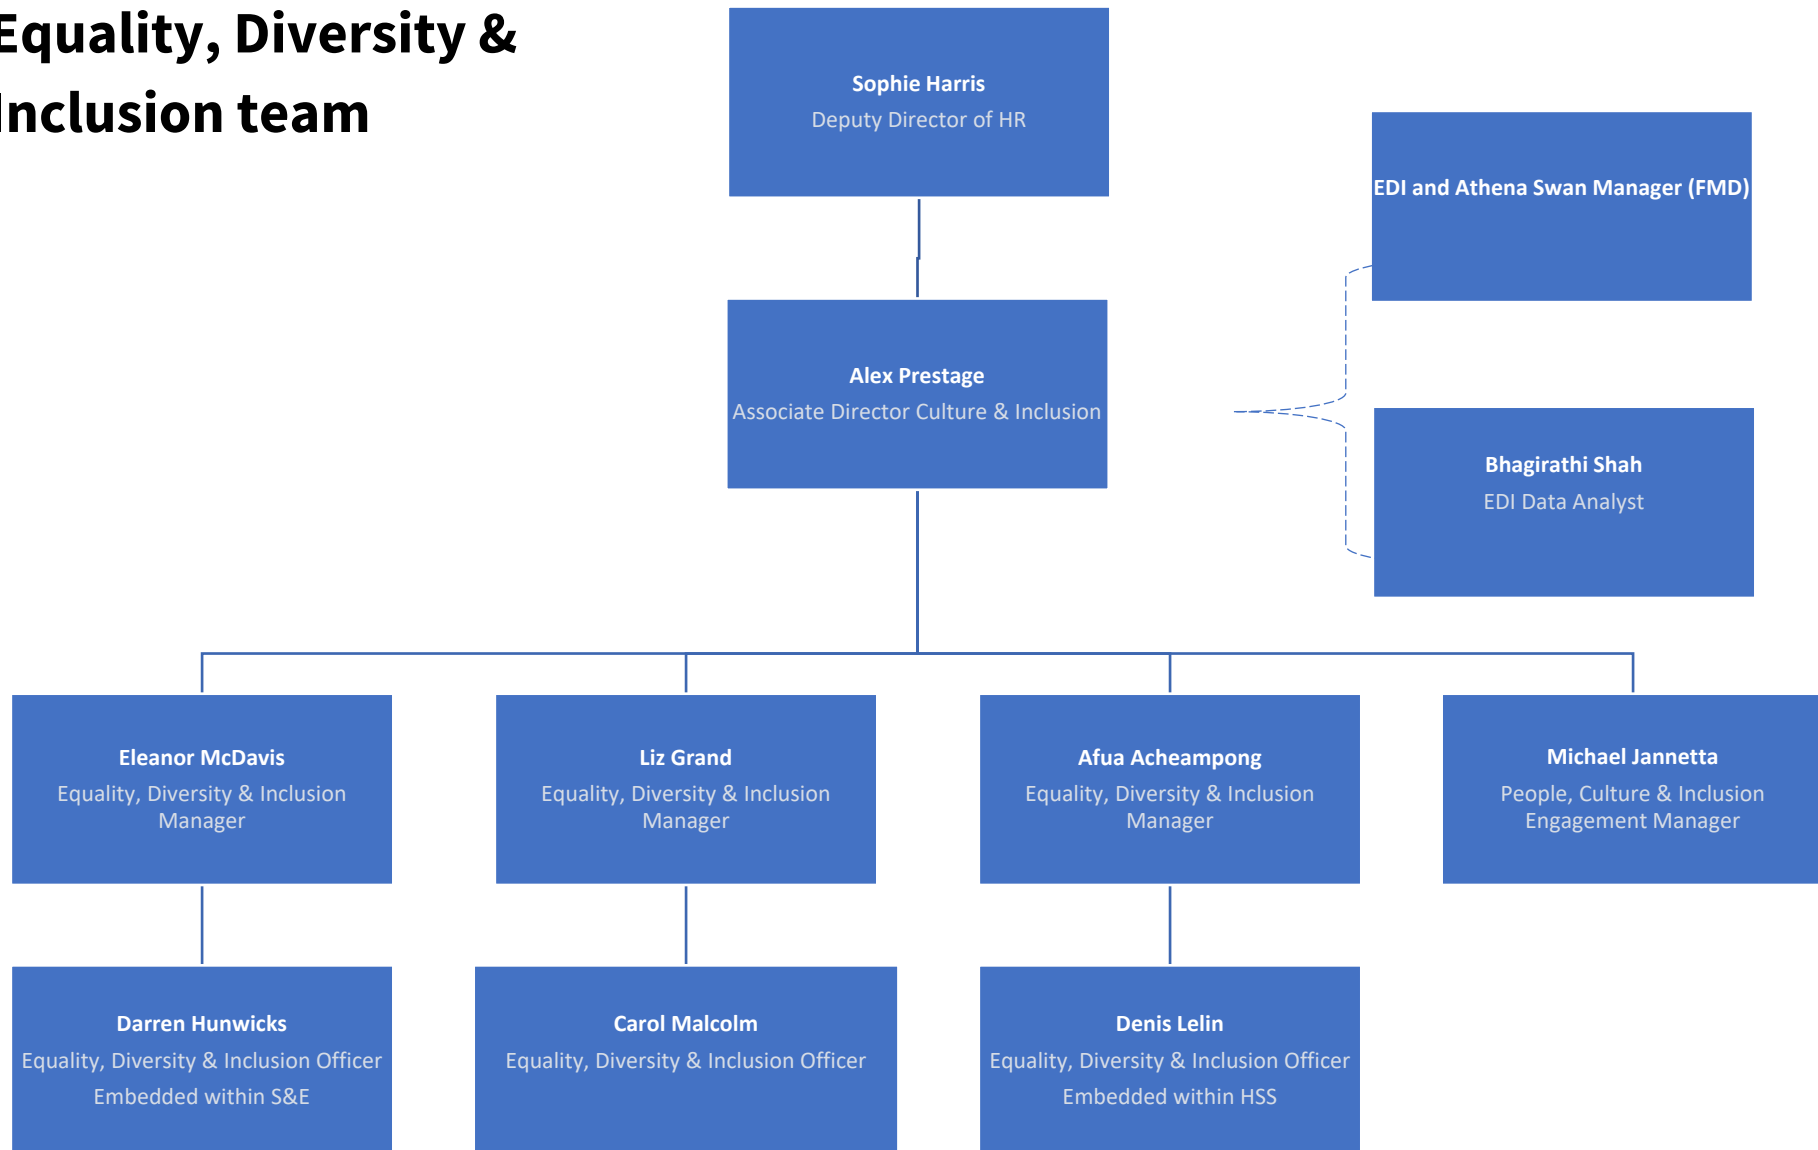 Equality, Diversity &
Inclusion team
Sophie Harris
Deputy Director of HR
EDI and Athena Swan Manager (FMD)
Alex Prestage
Associate Director Culture & Inclusion
Bhagirathi Shah
EDI Data Analyst
Eleanor McDavis
Equality, Diversity & Inclusion
Manager
Liz Grand
Equality, Diversity & Inclusion
Manager
Afua Acheampong
Equality, Diversity & Inclusion
Manager
Michael Jannetta
People, Culture & Inclusion
Engagement Manager
Darren Hunwicks
Equality, Diversity & Inclusion Officer
Embedded within S&E
Carol Malcolm
Equality, Diversity & Inclusion Officer
Denis Lelin
Equality, Diversity & Inclusion Officer
Embedded within HSS